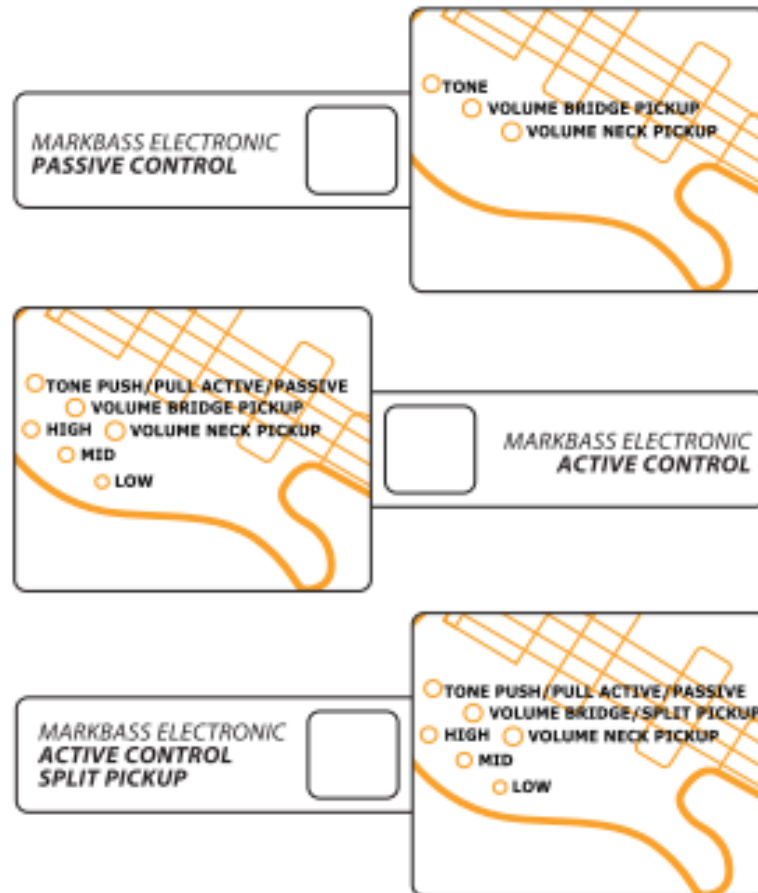 TONE
VOLUME BRIDGE PICKUP
VOLUME NECK PICKUP
MARKBASS ELECTRONIC
PASSIVE CONTROL
TONE PUSH/PULL ACTIVE/PASSIVE
VOLUME BRIDGE PICKUP
HIGH VOLUME NECK PICKUP
MID
LOW
MARKBASS ELECTRONIC
ACTIVE CONTROL
TONE PUSH/PULL ACTIVE/PASSIVE
VOLUME BRIDGE/SPLIT PICKUP
HIGH VOLUME NECK PICKUP
MID
LOW
MARKBASS ELECTRONIC
ACTIVE CONTROL
SPLIT PICKUP